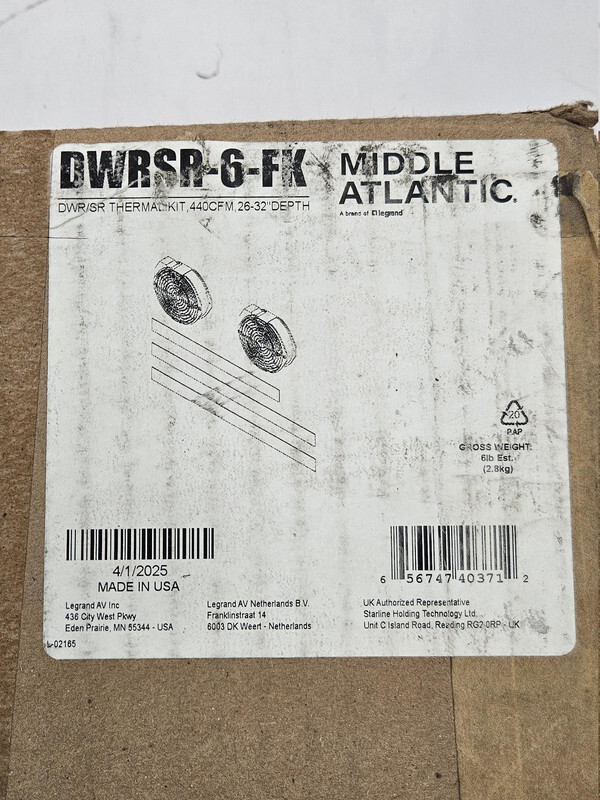 DWRSR-6-FK
DWR/SR THERMAL KIT, 440CFM, 26-32"DEPTH
MIDDLE
ATLANTIC.
A brand of legrand
20
PAP
GROSS WEIGHT:
6lb Est.
(2.8kg)
4/1/2025
MADE IN USA
6 56747 40371 2
Legrand AV Inc
436 City West Pkwy
Eden Prairie, MN 55344 - USA
Legrand AV Netherlands B.V.
Franklinstraat 14
6003 DK Weert - Netherlands
UK Authorized Representative
Starline Holding Technology Ltd.
Unit C Island Road, Reading RG2 0RP - UK
L-02165